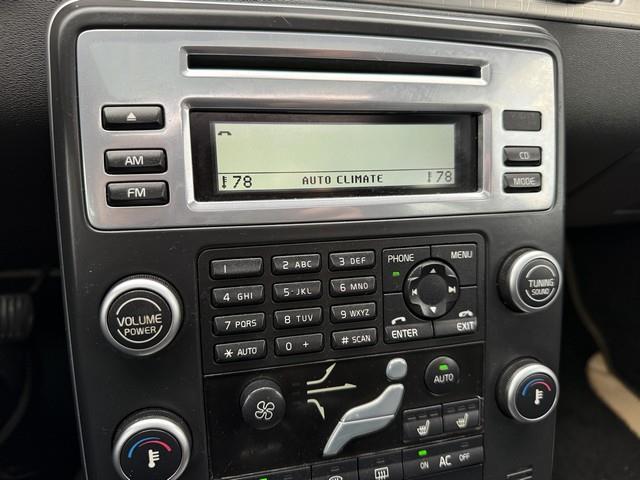 AM
FM
78 AUTO CLIMATE 78
CD
MODE
1 2 ABC 3 DEF
PHONE MENU
4 GHI 5 JKL 6 MNO
7 PQRS 8 TUV 9 WXYZ
ENTER EXIT
* AUTO 0 + # SCAN
VOLUME
POWER
TUNING
SOUND
AUTO
ON AC OFF